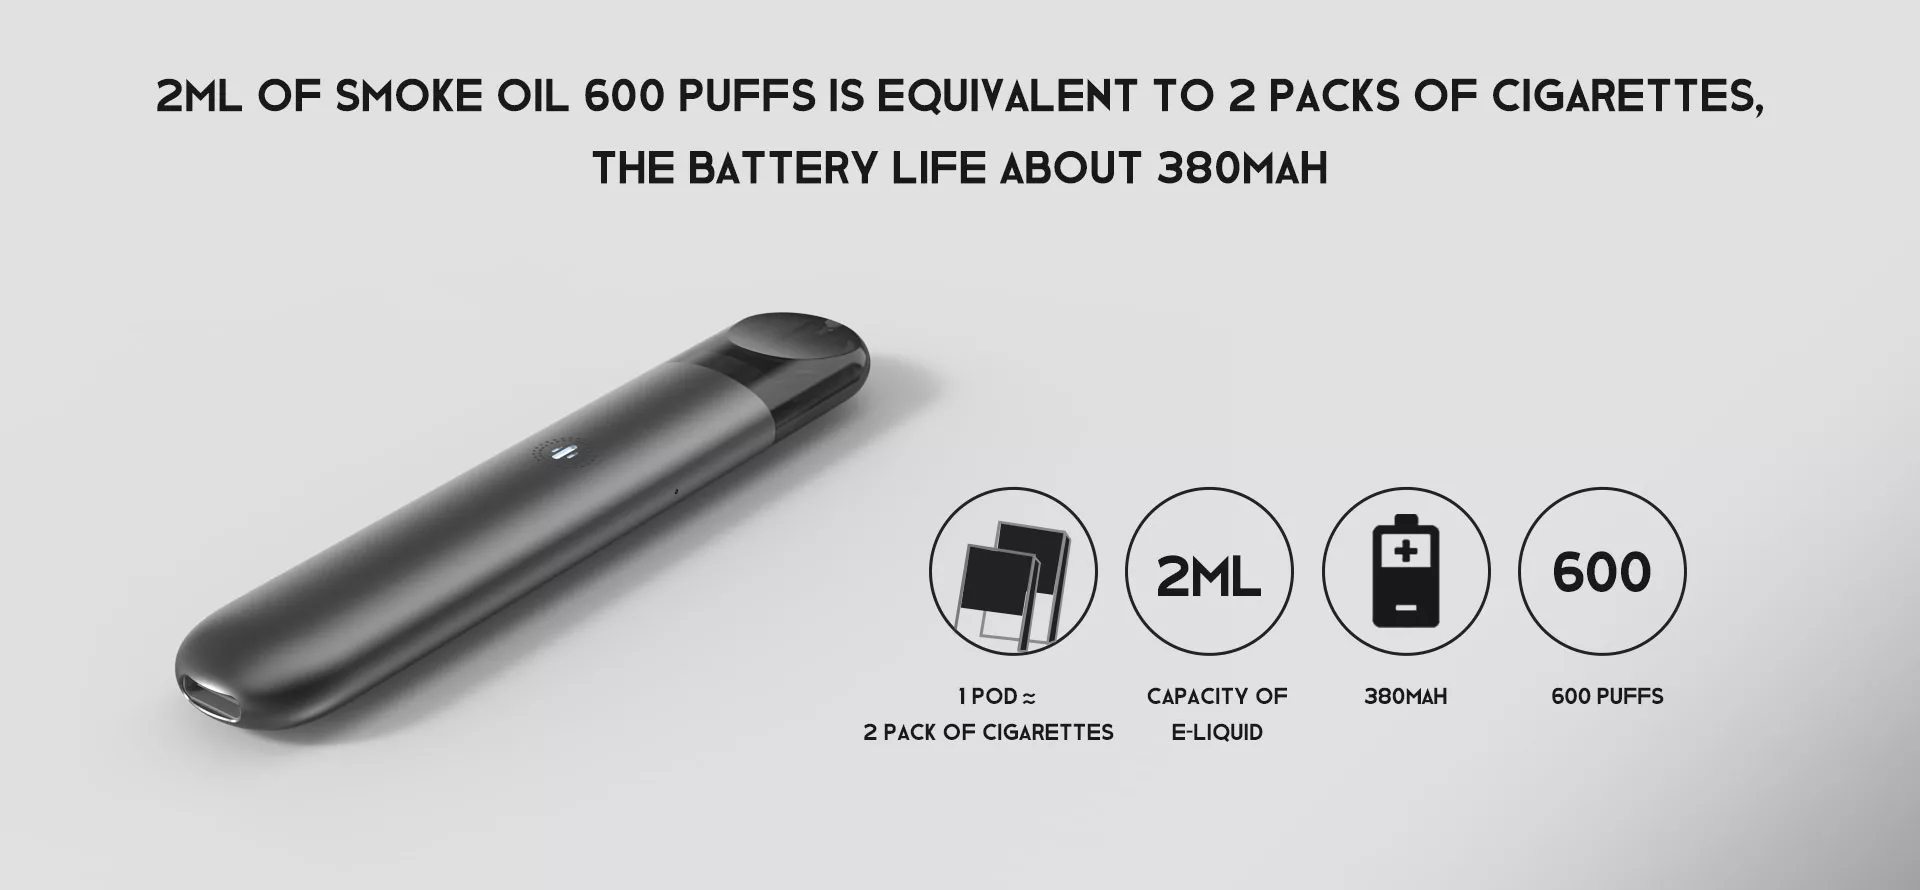 2ML OF SMOKE OIL 600 PUFFS IS EQUIVALENT TO 2 PACKS OF CIGARETTES,
THE BATTERY LIFE ABOUT 380MAH
2ML
600
1 POD ≈
2 PACK OF CIGARETTES
CAPACITY OF
E-LIQUID
380MAH
600 PUFFS